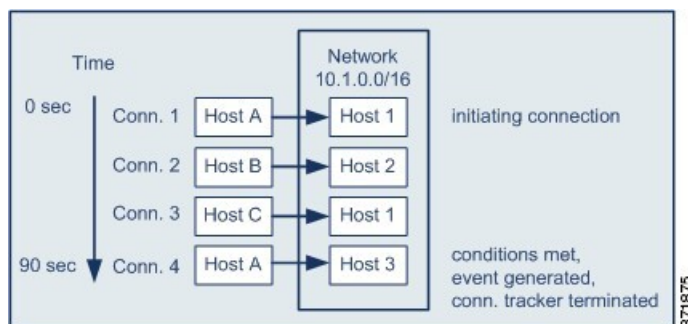 Time
Network
10.1.0.0/16
0 sec
Conn. 1 Host A Host 1 initiating connection
Conn. 2 Host B Host 2
Conn. 3 Host C Host 1
90 sec Conn. 4 Host A Host 3
conditions met,
event generated,
conn. tracker terminated
371875